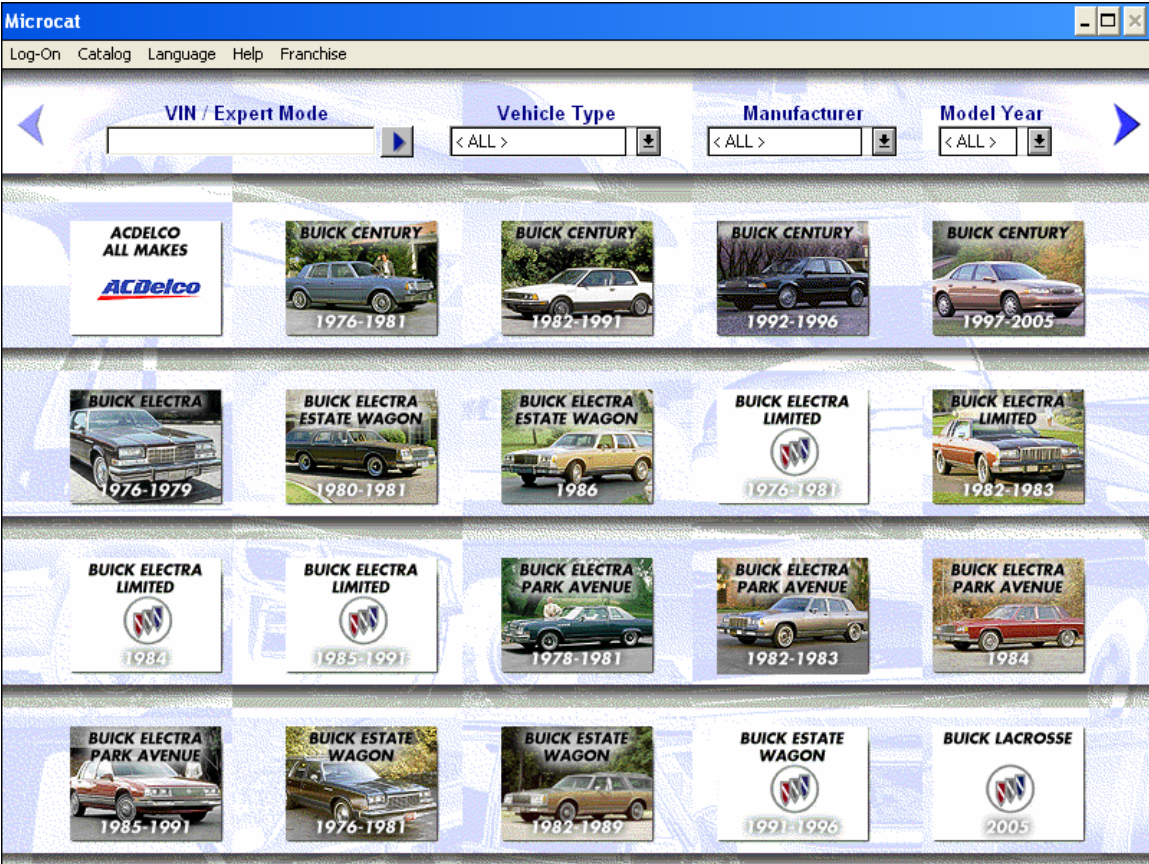 Microcat
Log-On Catalog Language Help Franchise
VIN / Expert Mode Vehicle Type Manufacturer Model Year
< ALL > < ALL > < ALL >
ACDELCO
ALL MAKES
ACDelco
BUICK CENTURY
1976-1981
BUICK CENTURY
1982-1991
BUICK CENTURY
1992-1996
BUICK CENTURY
1997-2005
BUICK ELECTRA
1976-1979
BUICK ELECTRA
ESTATE WAGON
1980-1981
BUICK ELECTRA
ESTATE WAGON
1986
BUICK ELECTRA
LIMITED
1976-1981
BUICK ELECTRA
LIMITED
1982-1983
BUICK ELECTRA
LIMITED
1984
BUICK ELECTRA
LIMITED
1985-1991
BUICK ELECTRA
PARK AVENUE
1978-1981
BUICK ELECTRA
PARK AVENUE
1982-1983
BUICK ELECTRA
PARK AVENUE
1984
BUICK ELECTRA
PARK AVENUE
1985-1991
BUICK ESTATE
WAGON
1976-1981
BUICK ESTATE
WAGON
1982-1989
BUICK ESTATE
WAGON
1991-1996
BUICK LACROSSE
2005